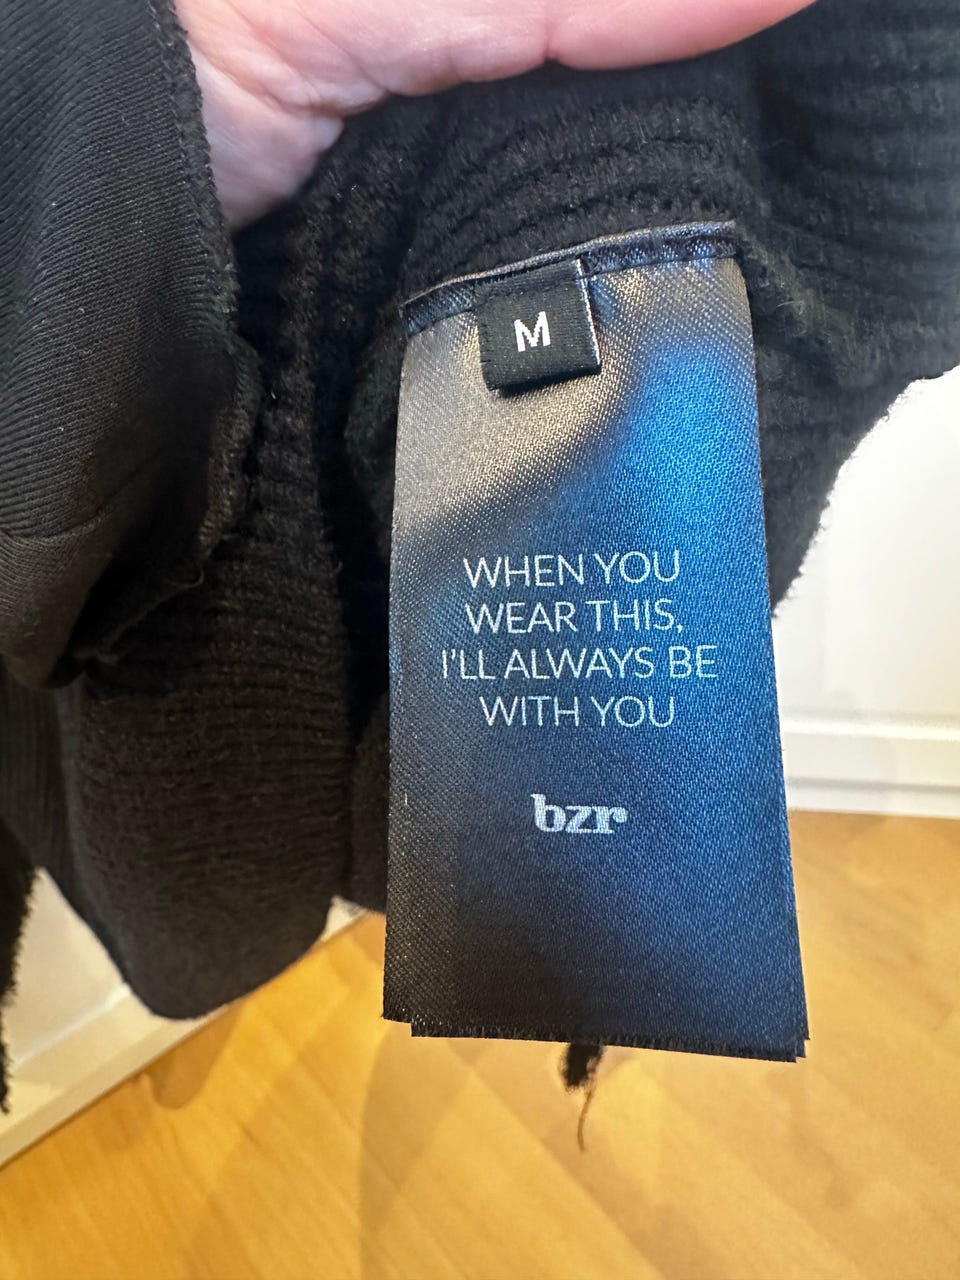 M
WHEN YOU
WEAR THIS,
I'LL ALWAYS BE
WITH YOU
bzr